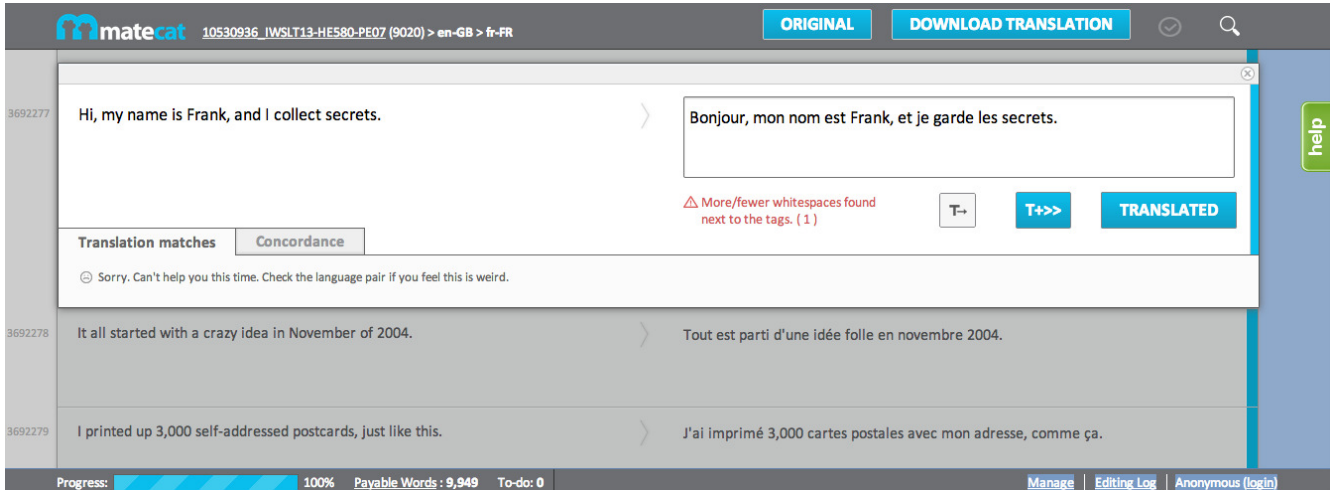 matecat 10530936_IWSLT13-HE580-PE07 (9020) > en-GB > fr-FR ORIGINAL DOWNLOAD TRANSLATION
3692277 Hi, my name is Frank, and I collect secrets. Bonjour, mon nom est Frank, et je garde les secrets.
help
More/fewer whitespaces found
next to the tags. ( 1 )
T→ T+>> TRANSLATED
Translation matches Concordance
Sorry. Can't help you this time. Check the language pair if you feel this is weird.
3692278 It all started with a crazy idea in November of 2004. Tout est parti d'une idée folle en novembre 2004.
3692279 I printed up 3,000 self-addressed postcards, just like this. J'ai imprimé 3,000 cartes postales avec mon adresse, comme ça.
Progress: 100% Payable Words : 9,949 To-do: 0 Manage | Editing Log | Anonymous (login)